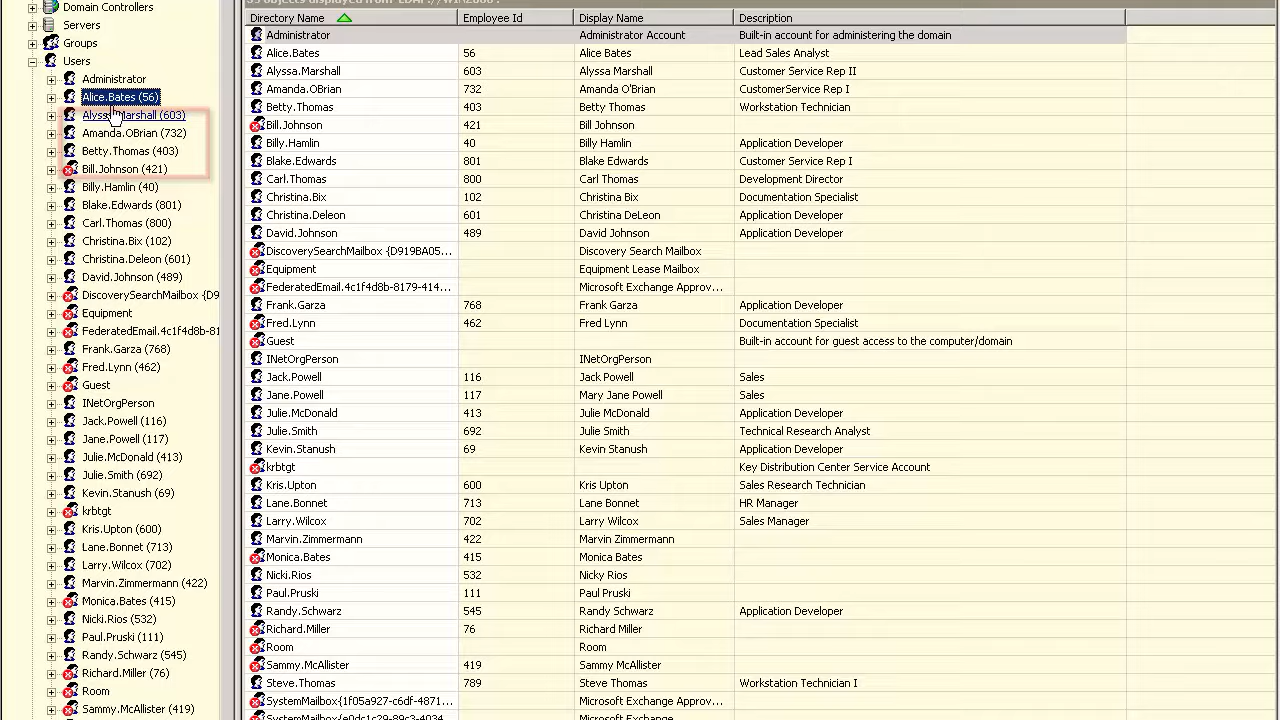 35 objects displayed from "LDAP://WIN2008".
Domain Controllers
Servers
Groups
Users
Administrator
Alice.Bates (56)
Alyssa.Marshall (603)
Amanda.OBrian (732)
Betty.Thomas (403)
Bill.Johnson (421)
Billy.Hamlin (40)
Blake.Edwards (801)
Carl.Thomas (800)
Christina.Bix (102)
Christina.Deleon (601)
David.Johnson (489)
DiscoverySearchMailbox {D9
Equipment
FederatedEmail.4c1f4d8b-81
Frank.Garza (768)
Fred.Lynn (462)
Guest
INetOrgPerson
Jack.Powell (116)
Jane.Powell (117)
Julie.McDonald (413)
Julie.Smith (692)
Kevin.Stanush (69)
krbtgt
Kris.Upton (600)
Lane.Bonnet (713)
Larry.Wilcox (702)
Marvin.Zimmermann (422)
Monica.Bates (415)
Nicki.Rios (532)
Paul.Pruski (111)
Randy.Schwarz (545)
Richard.Miller (76)
Room
Sammy.McAllister (419)
Directory Name Employee Id Display Name Description
Administrator Administrator Account Built-in account for administering the domain
Alice.Bates 56 Alice Bates Lead Sales Analyst
Alyssa.Marshall 603 Alyssa Marshall Customer Service Rep II
Amanda.OBrian 732 Amanda O'Brian CustomerService Rep I
Betty.Thomas 403 Betty Thomas Workstation Technician
Bill.Johnson 421 Bill Johnson
Billy.Hamlin 40 Billy Hamlin Application Developer
Blake.Edwards 801 Blake Edwards Customer Service Rep I
Carl.Thomas 800 Carl Thomas Development Director
Christina.Bix 102 Christina Bix Documentation Specialist
Christina.Deleon 601 Christina DeLeon Application Developer
David.Johnson 489 David Johnson Application Developer
DiscoverySearchMailbox {D919BA05... Discovery Search Mailbox
Equipment Equipment Lease Mailbox
FederatedEmail.4c1f4d8b-8179-414... Microsoft Exchange Approv...
Frank.Garza 768 Frank Garza Application Developer
Fred.Lynn 462 Fred Lynn Documentation Specialist
Guest Built-in account for guest access to the computer/domain
INetOrgPerson INetOrgPerson
Jack.Powell 116 Jack Powell Sales
Jane.Powell 117 Mary Jane Powell Sales
Julie.McDonald 413 Julie McDonald Application Developer
Julie.Smith 692 Julie Smith Technical Research Analyst
Kevin.Stanush 69 Kevin Stanush Application Developer
krbtgt Key Distribution Center Service Account
Kris.Upton 600 Kris Upton Sales Research Technician
Lane.Bonnet 713 Lane Bonnet HR Manager
Larry.Wilcox 702 Larry Wilcox Sales Manager
Marvin.Zimmermann 422 Marvin Zimmermann
Monica.Bates 415 Monica Bates
Nicki.Rios 532 Nicky Rios
Paul.Pruski 111 Paul Pruski
Randy.Schwarz 545 Randy Schwarz Application Developer
Richard.Miller 76 Richard Miller
Room Room
Sammy.McAllister 419 Sammy McAllister
Steve.Thomas 789 Steve Thomas Workstation Technician I
SystemMailbox{1f05a927-c6df-4871... Microsoft Exchange Approv...
SystemMailbox{e0dc1c29-89c3-4034... Microsoft Exchange